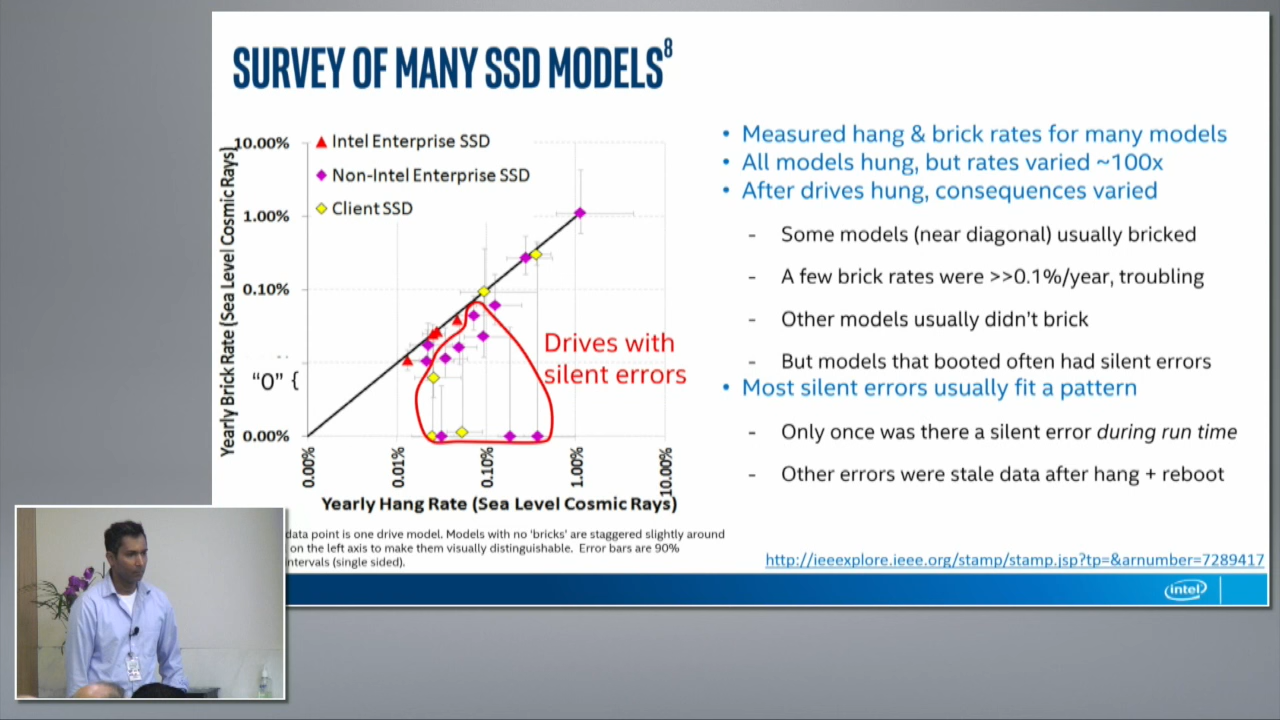 SURVEY OF MANY SSD MODELS8
10.00%
1.00%
0.10%
"0" {
0.00%
Yearly Brick Rate (Sea Level Cosmic Rays)
Intel Enterprise SSD
Non-Intel Enterprise SSD
Client SSD
Drives with
silent errors
0.00%
0.01%
0.10%
1.00%
10.00%
Yearly Hang Rate (Sea Level Cosmic Rays)
data point is one drive model. Models with no 'bricks' are staggered slightly around
on the left axis to make them visually distinguishable. Error bars are 90%
ntervals (single sided).
• Measured hang & brick rates for many models
• All models hung, but rates varied ~100x
• After drives hung, consequences varied
- Some models (near diagonal) usually bricked
- A few brick rates were >>0.1%/year, troubling
- Other models usually didn't brick
- But models that booted often had silent errors
• Most silent errors usually fit a pattern
- Only once was there a silent error during run time
- Other errors were stale data after hang + reboot
http://ieeexplore.ieee.org/stamp/stamp.jsp?tp=&arnumber=7289417
intel